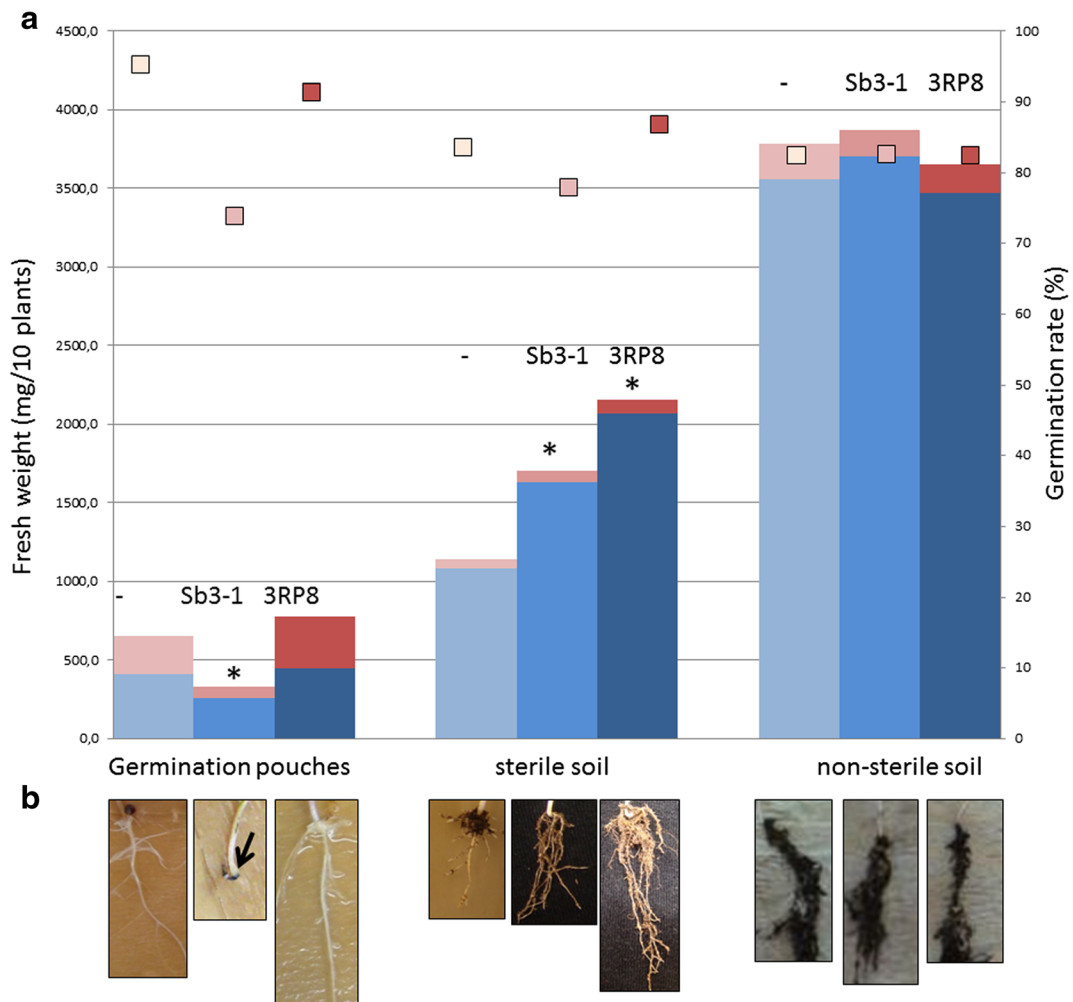 a
Fresh weight (mg/10 plants)
4500,0
4000,0
3500,0
3000,0
2500,0
2000,0
1500,0
1000,0
500,0
0,0
- Sb3-1 3RP8
*
- Sb3-1 3RP8
* *
- Sb3-1 3RP8
100
90
80
70
60
50
40
30
20
10
0
Germination rate (%)
Germination pouches sterile soil non-sterile soil
b